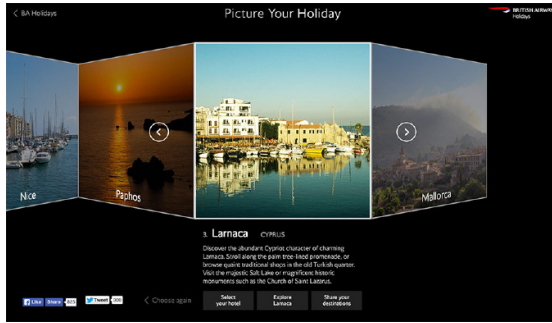 < BA Holidays
Picture Your Holiday
BRITISH AIRWAYS
Holidays
Nice
Paphos
Mallorca
3. Larnaca CYPRUS
Discover the abundant Cypriot character of charming
Larnaca. Stroll along the palm tree-lined promenade, or
browse quaint traditional shops in the old Turkish quarter.
Visit the majestic Salt Lake or magnificent historic
monuments such as the Church of Saint Lazarus.
Like Share 825
Tweet 308
< Choose again
Select
your hotel
Explore
Larnaca
Share your
destinations